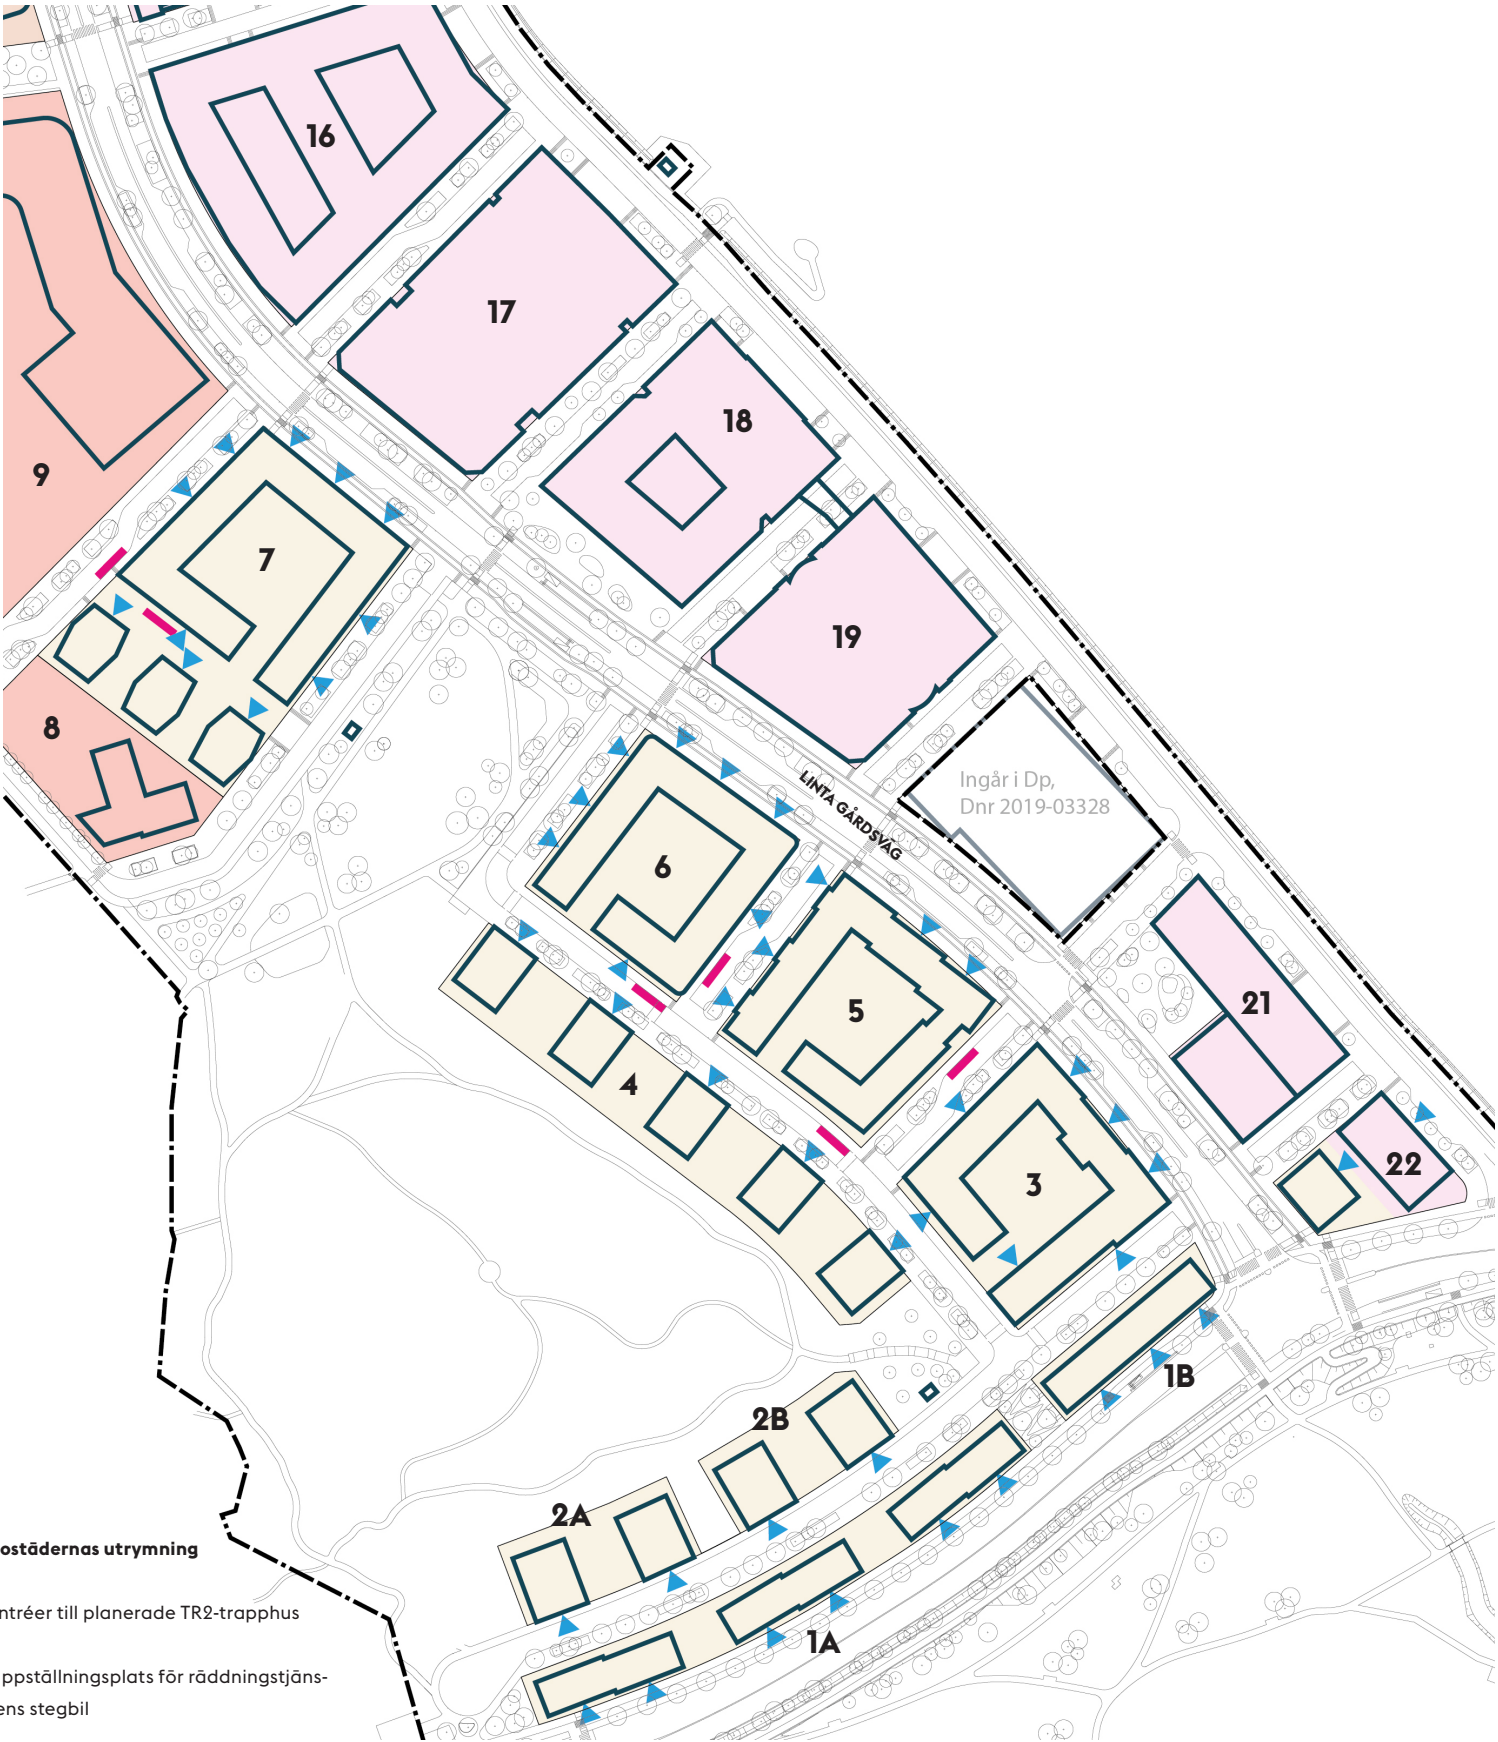 16
17
18
9
7
19
8
Ingår i Dp,
Dnr 2019-03328
LINTA GÅRDSVÄG
6
5
21
4
3
22
1B
2B
2A
1A
ostädernas utrymning
ntréer till planerade TR2-trapphus
ppställningsplats för räddningstjäns-
ens stegbil